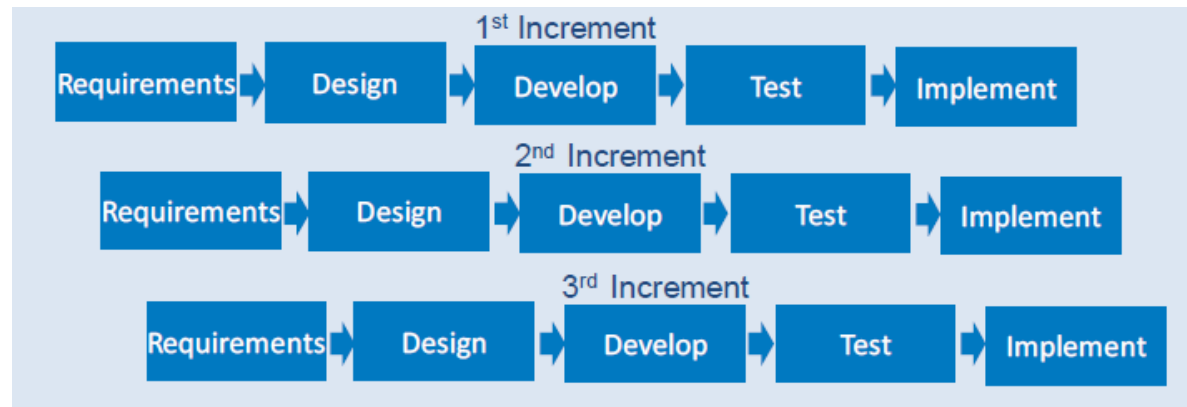 1st Increment
Requirements Design Develop Test Implement
2nd Increment
Requirements Design Develop Test Implement
3rd Increment
Requirements Design Develop Test Implement